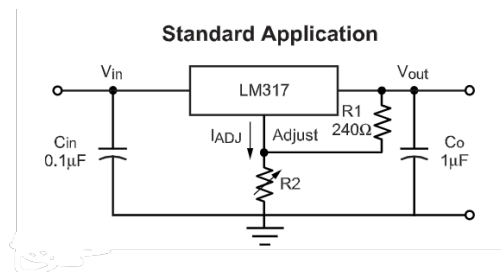 Standard Application
Vin
Vout
LM317
R1
240Ω
IADJ
Adjust
Cin
0.1µF
Co
1µF
R2